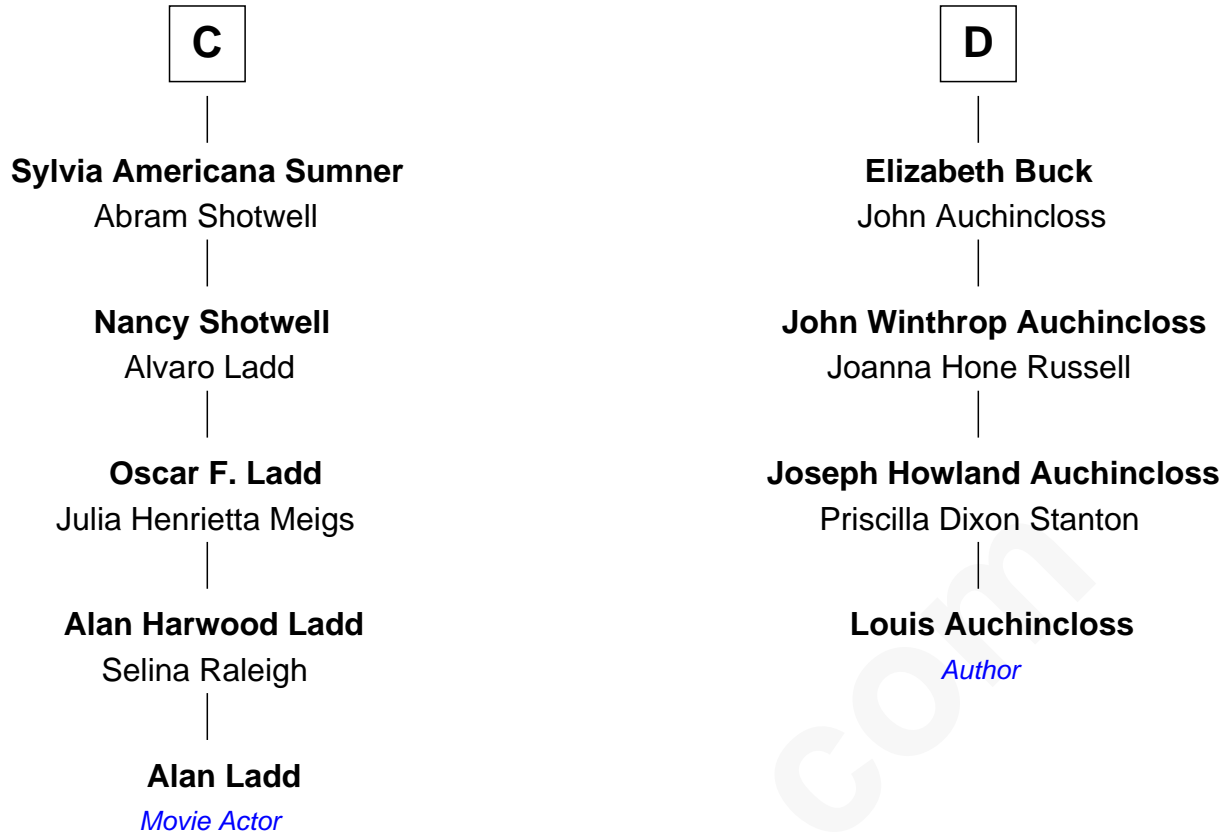 C
Sylvia Americana Sumner
Abram Shotwell
Nancy Shotwell
Alvaro Ladd
Oscar F. Ladd
Julia Henrietta Meigs
Alan Harwood Ladd
Selina Raleigh
Alan Ladd
Movie Actor
D
Elizabeth Buck
John Auchincloss
John Winthrop Auchincloss
Joanna Hone Russell
Joseph Howland Auchincloss
Priscilla Dixon Stanton
Louis Auchincloss
Author
com